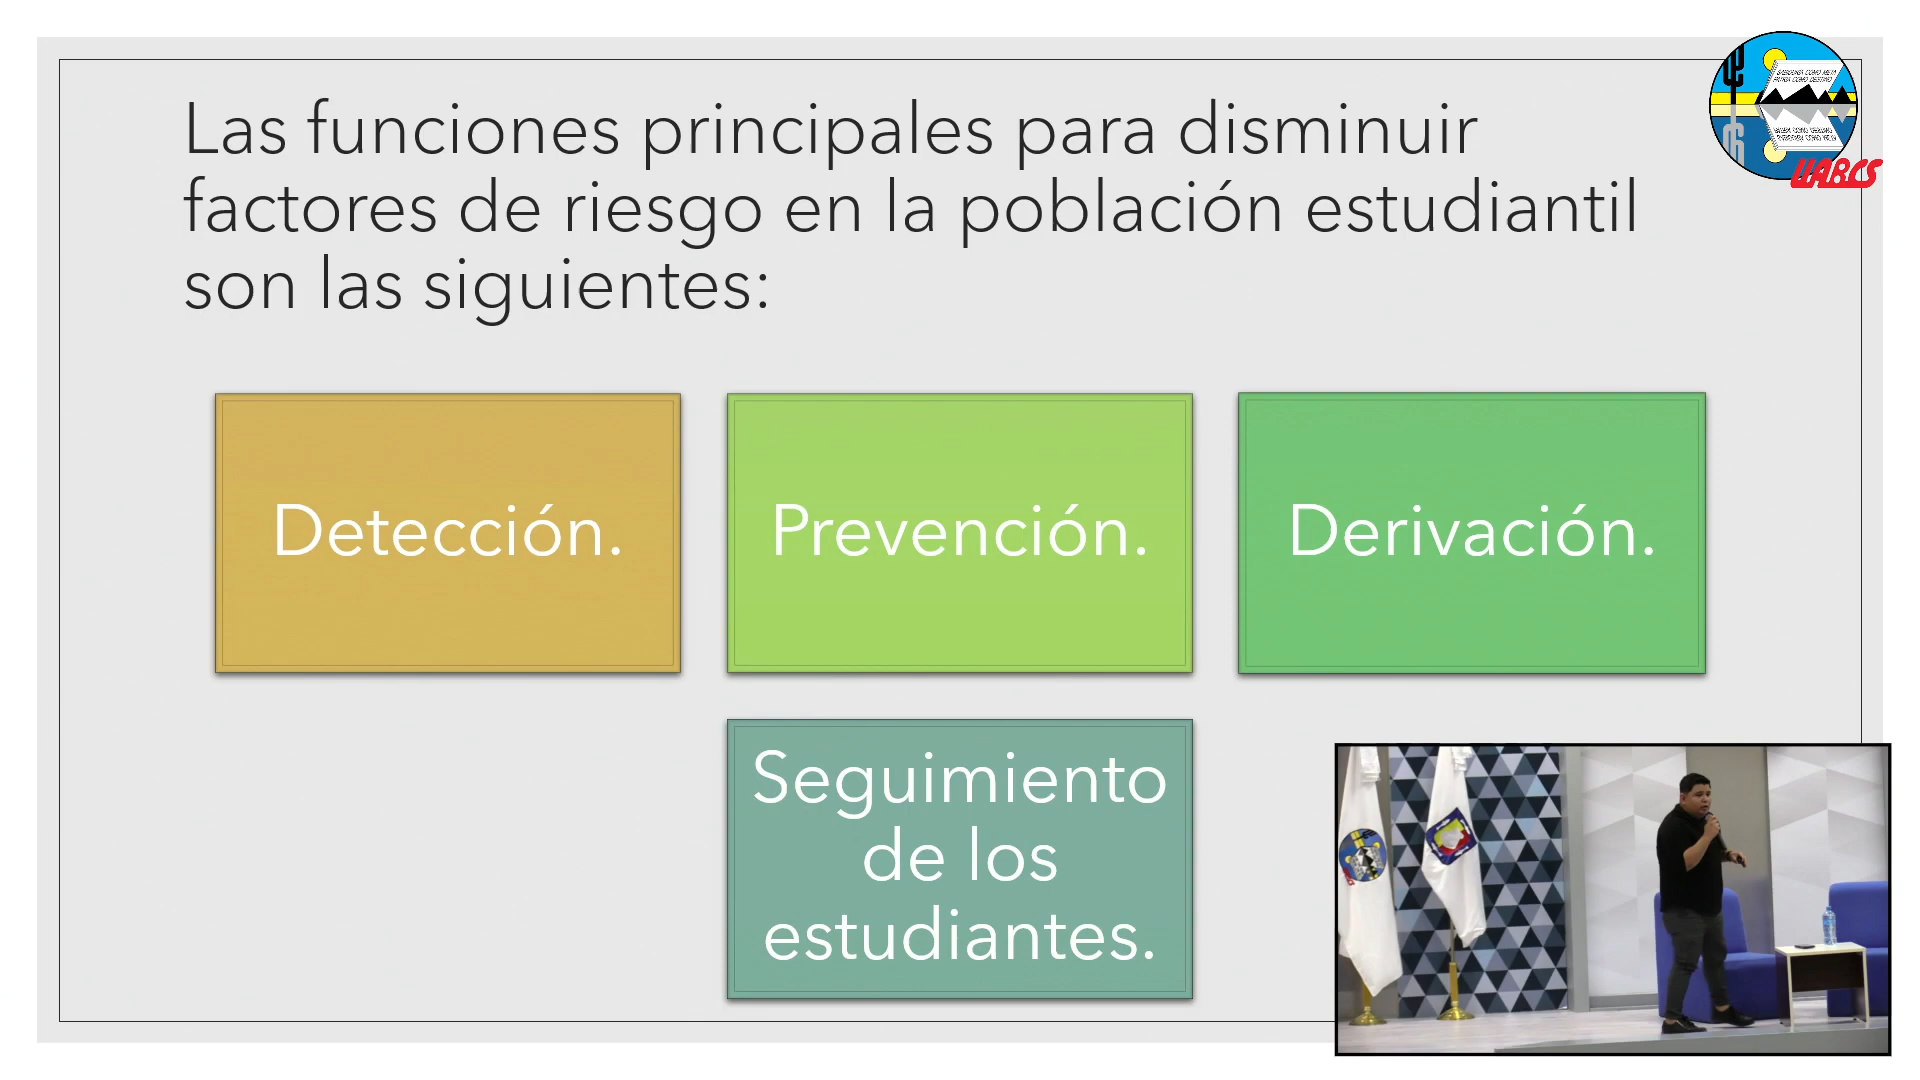 Las funciones principales para disminuir
factores de riesgo en la población estudiantil
son las siguientes:
UABCS
Detección.
Prevención.
Derivación.
Seguimiento
de los
estudiantes.